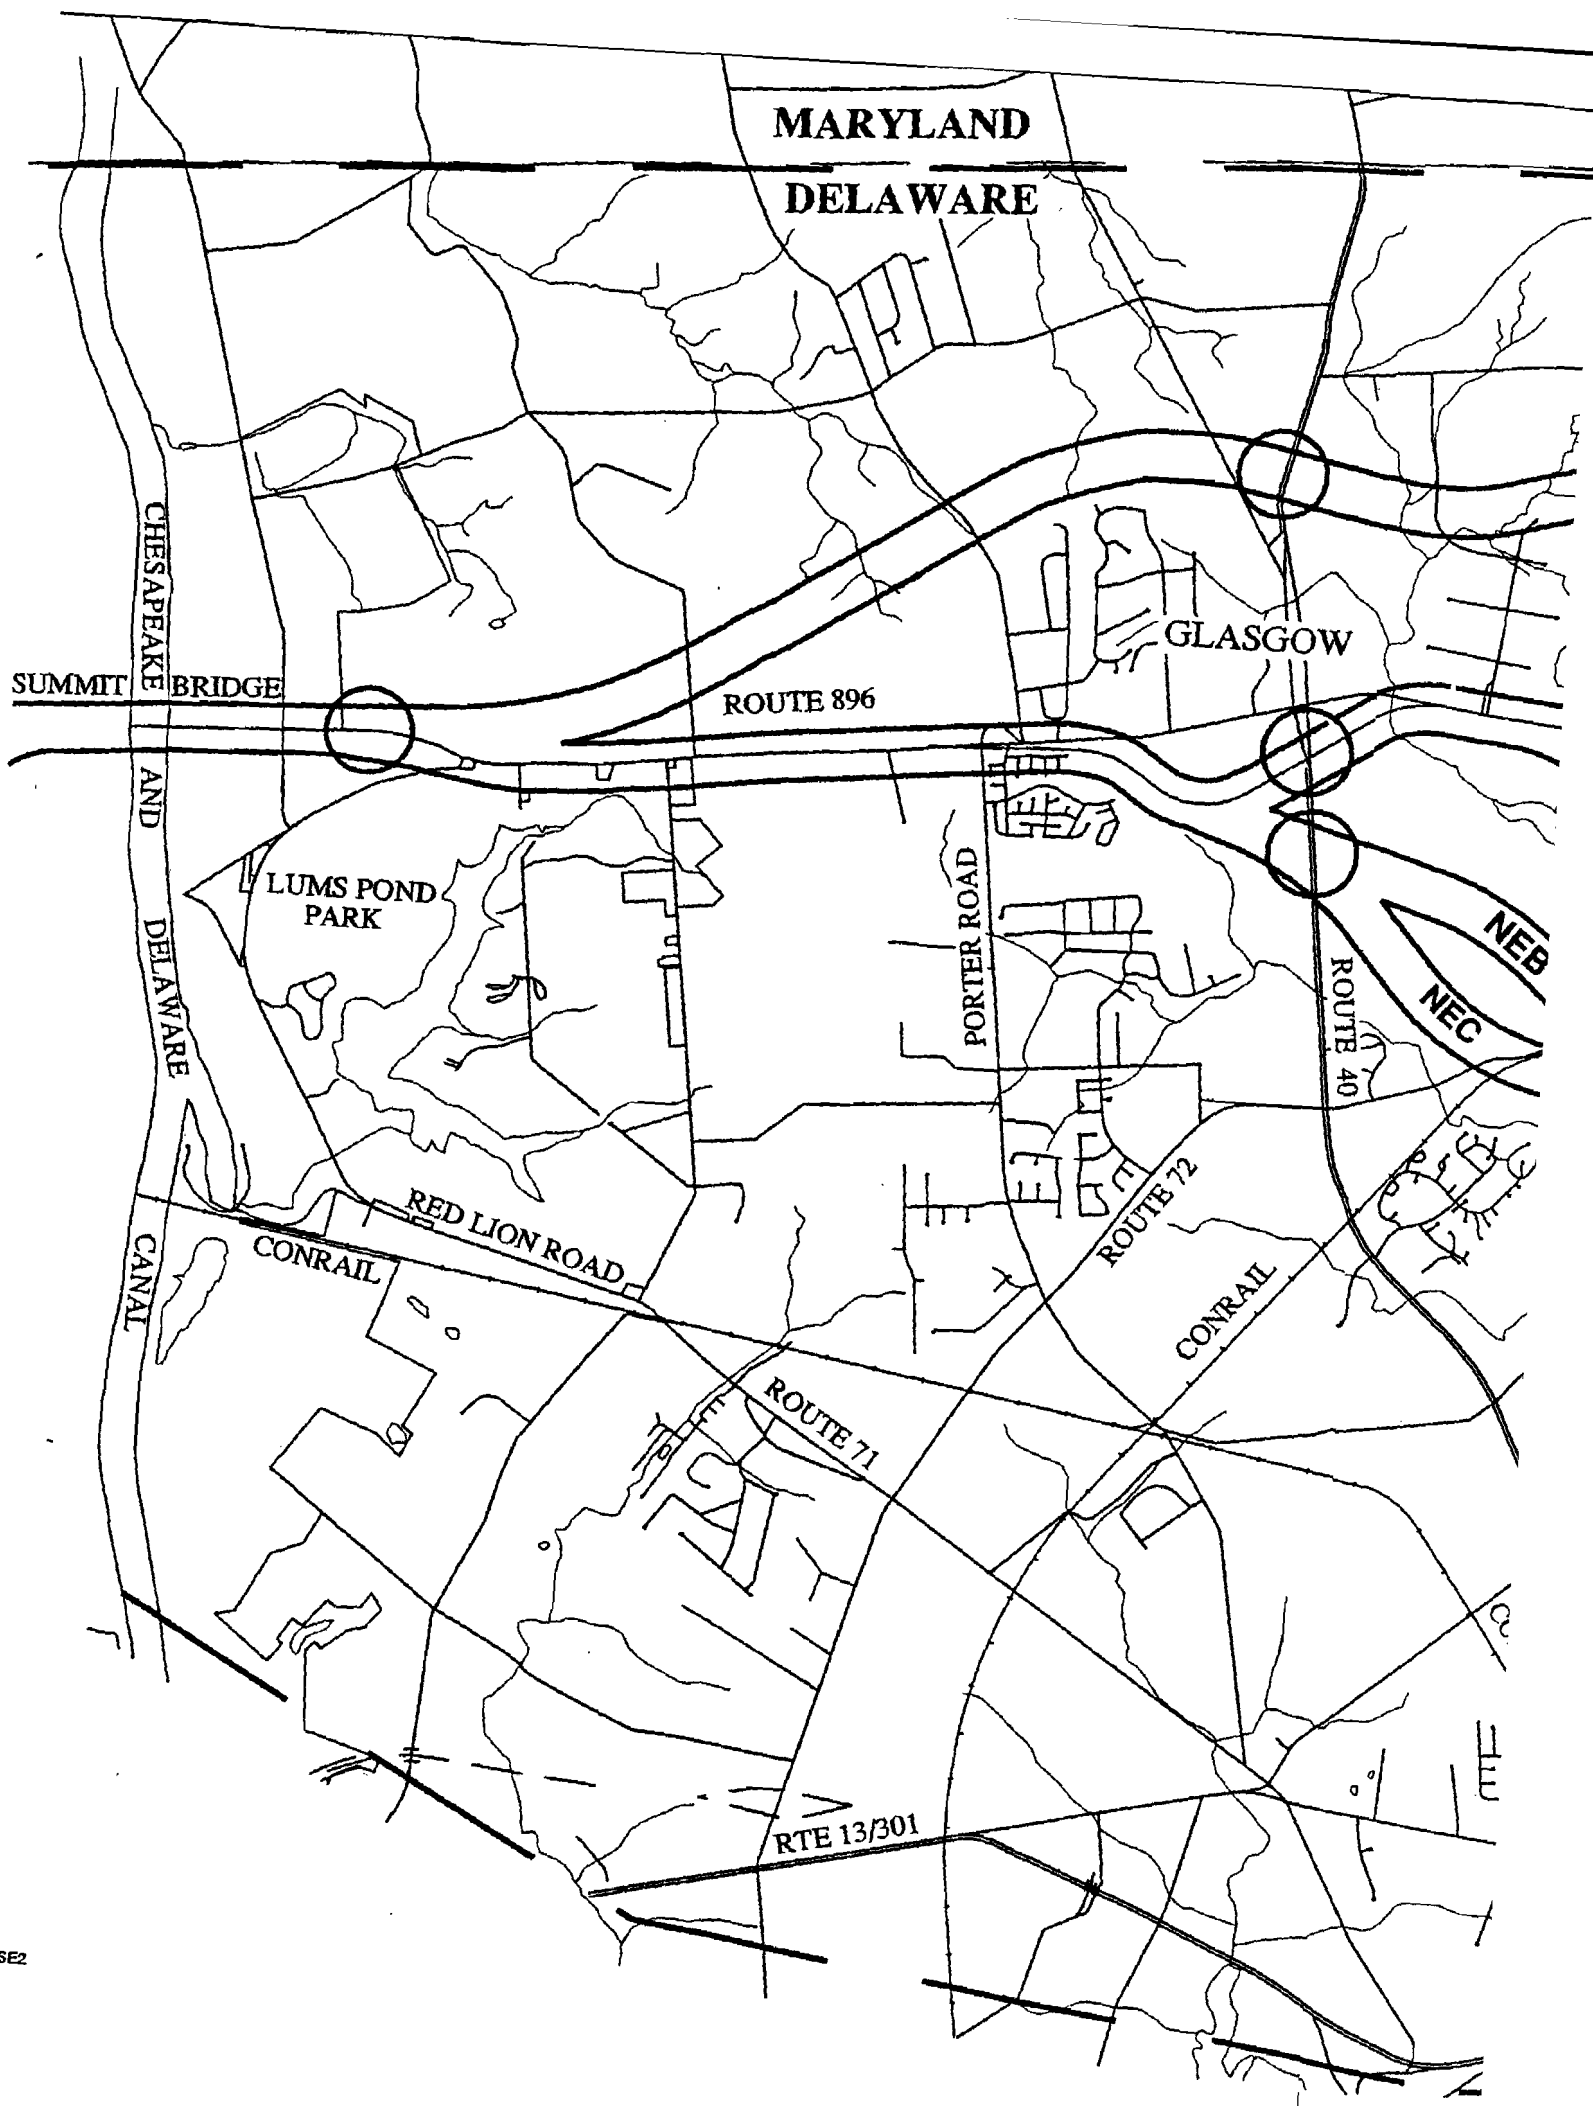 MARYLAND
DELAWARE
CHESAPEAKE AND DELAWARE CANAL
GLASGOW
SUMMIT BRIDGE
ROUTE 896
LUMS POND
PARK
PORTER ROAD
NEB
NEC
ROUTE 40
RED LION ROAD
CONRAIL
ROUTE 72
CONRAIL
ROUTE 71
RTE 13/301
SE2